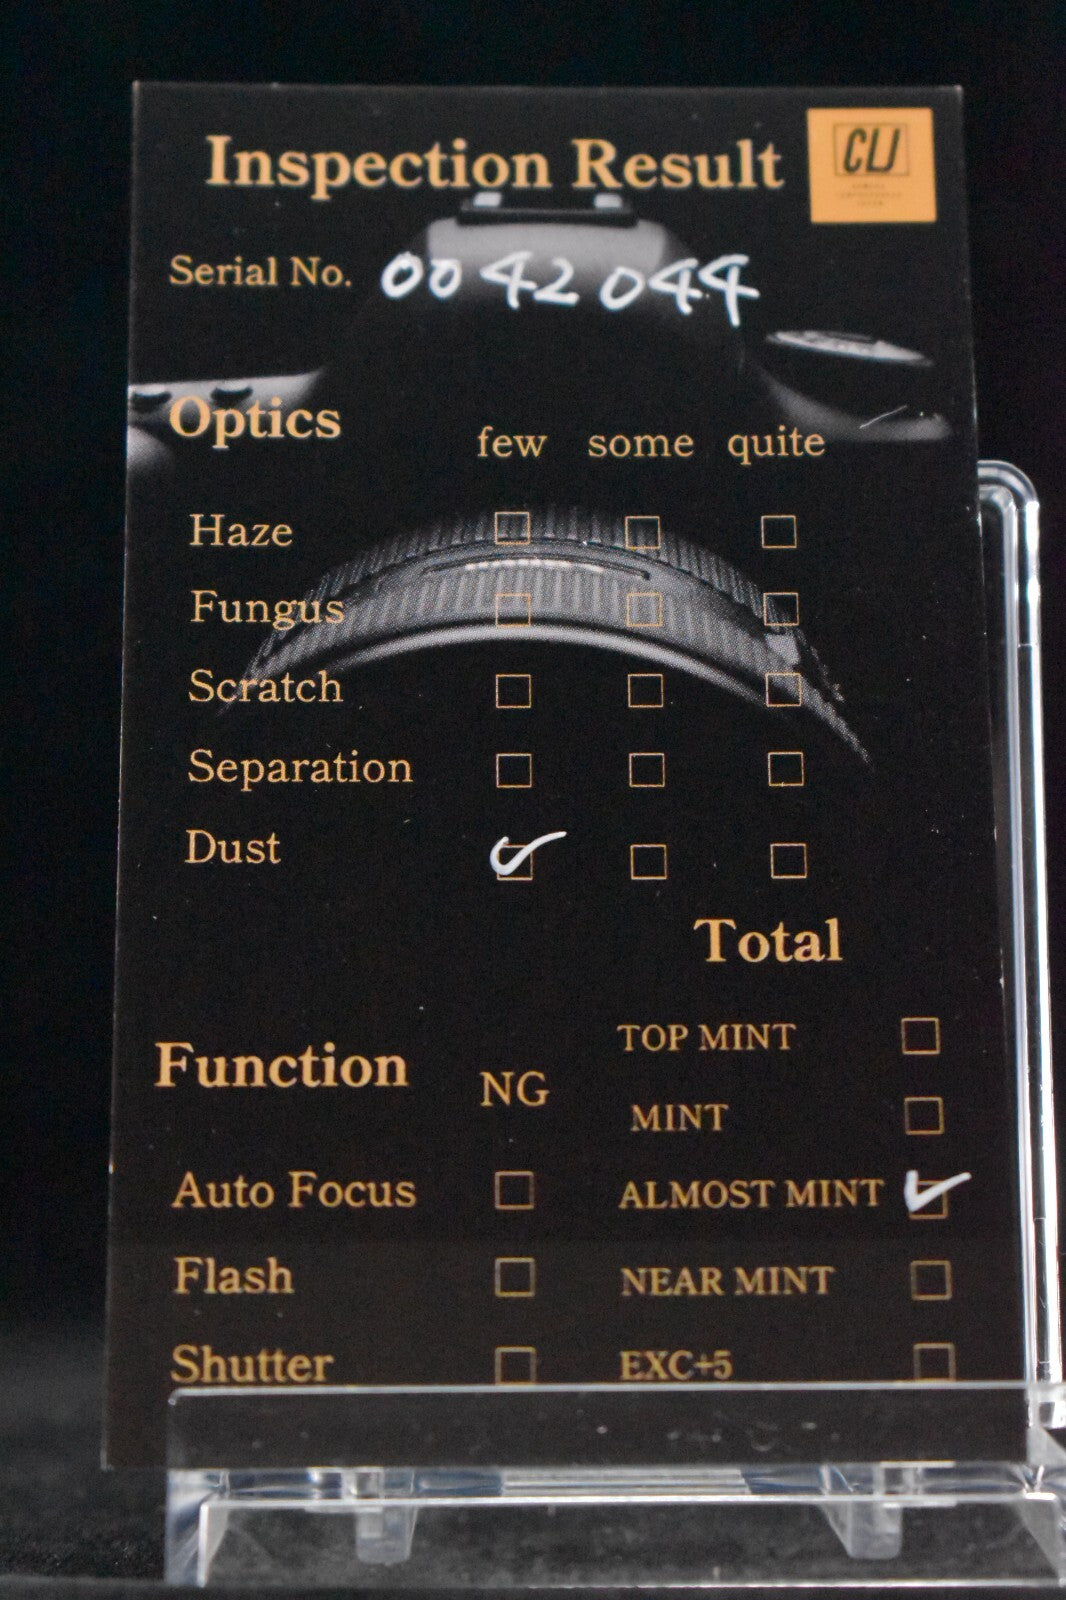 Inspection Result
CLJ
Serial No. 0042044
Optics
few some quite
Haze
Fungus
Scratch
Separation
Dust
Total
Function
NG
TOP MINT
MINT
Auto Focus
ALMOST MINT
Flash
NEAR MINT
Shutter
EXC+5